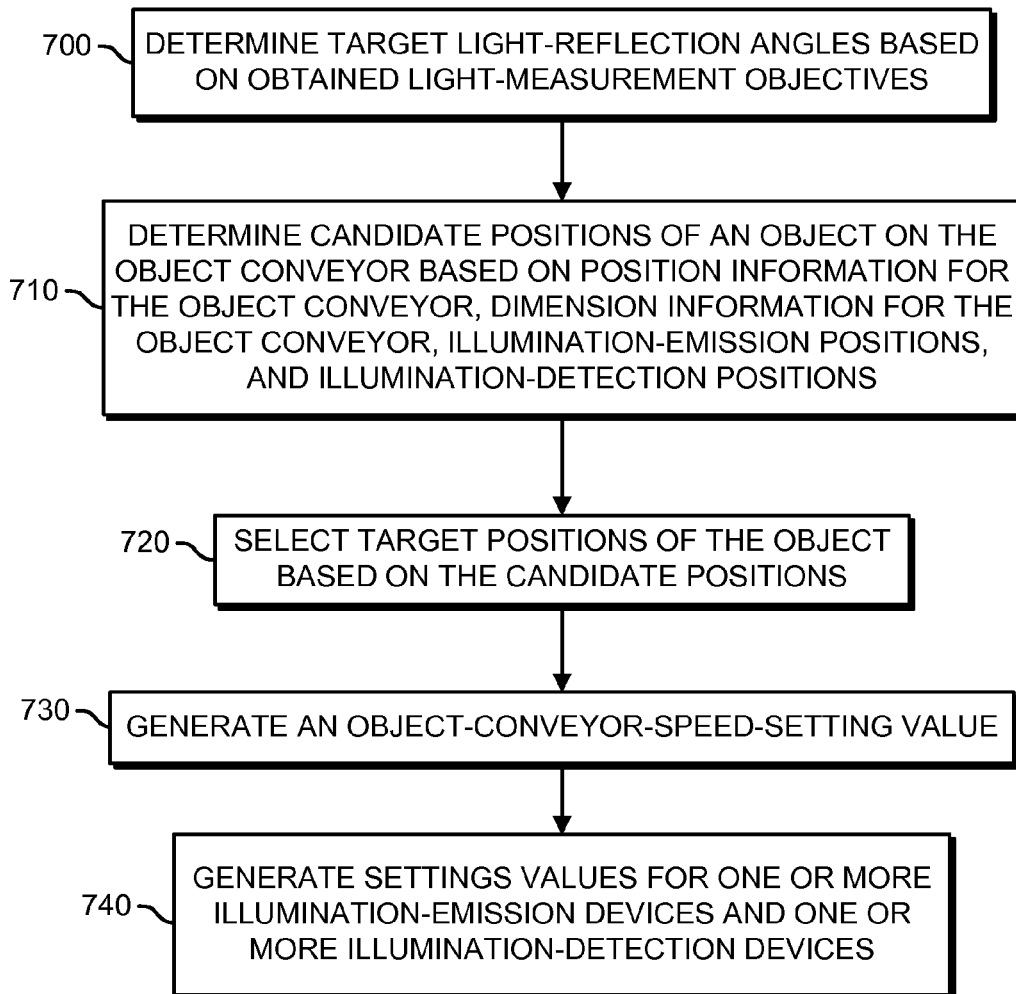 700
DETERMINE TARGET LIGHT-REFLECTION ANGLES BASED
ON OBTAINED LIGHT-MEASUREMENT OBJECTIVES
710
DETERMINE CANDIDATE POSITIONS OF AN OBJECT ON THE
OBJECT CONVEYOR BASED ON POSITION INFORMATION FOR
THE OBJECT CONVEYOR, DIMENSION INFORMATION FOR THE
OBJECT CONVEYOR, ILLUMINATION-EMISSION POSITIONS,
AND ILLUMINATION-DETECTION POSITIONS
720
SELECT TARGET POSITIONS OF THE OBJECT
BASED ON THE CANDIDATE POSITIONS
730
GENERATE AN OBJECT-CONVEYOR-SPEED-SETTING VALUE
740
GENERATE SETTINGS VALUES FOR ONE OR MORE
ILLUMINATION-EMISSION DEVICES AND ONE OR
MORE ILLUMINATION-DETECTION DEVICES